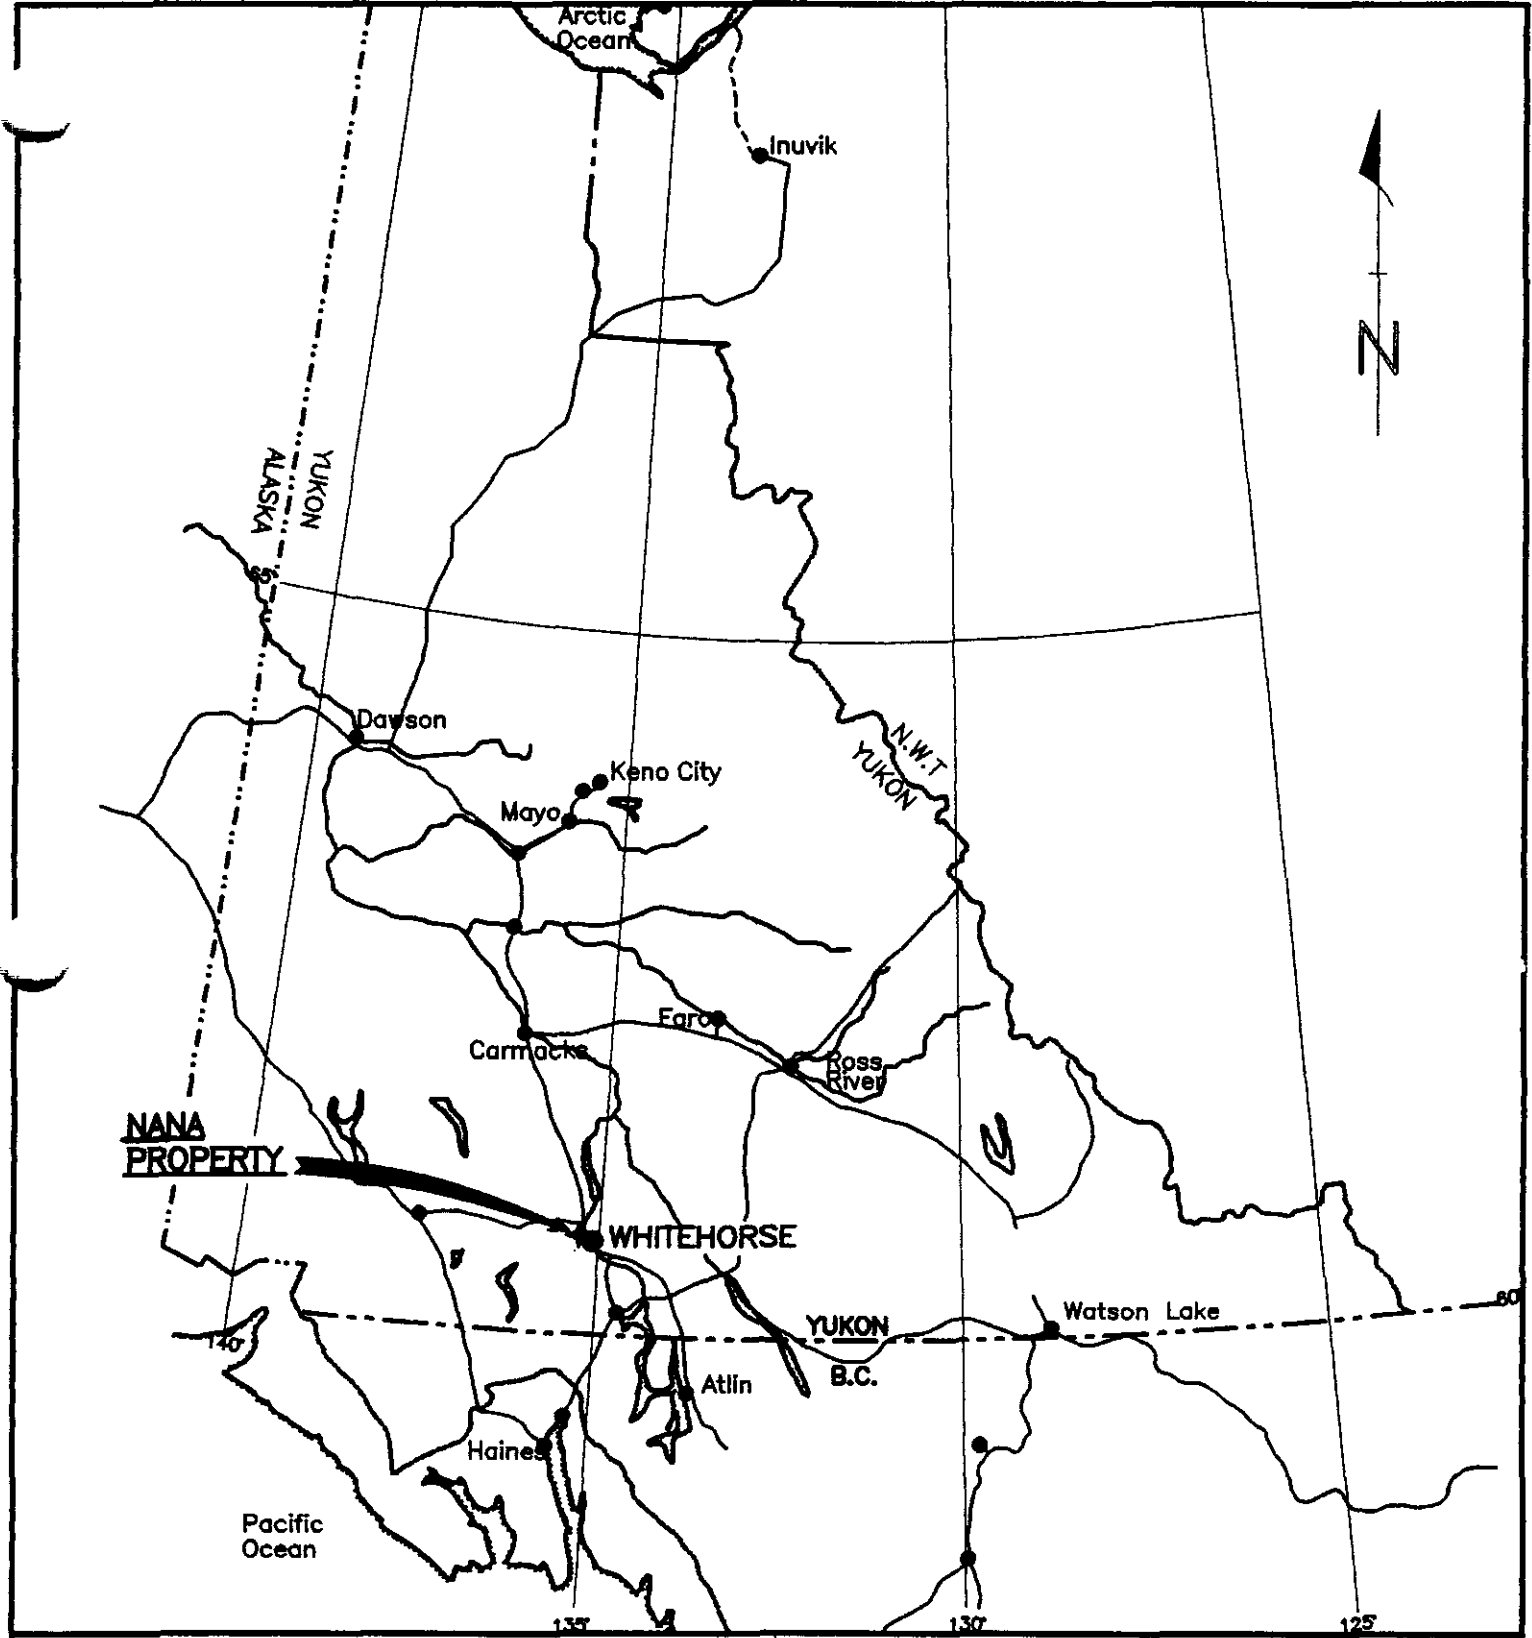 Arctic
Ocean
Inuvik
N
YUKON
ALASKA
65°
Dawson
Keno City
Mayo
N.W.T
YUKON
Faro
Carmacks
Ross
River
NANA
PROPERTY
WHITEHORSE
Watson Lake
60°
YUKON
B.C.
140°
Atlin
Haines
Pacific
Ocean
135°
130°
125°